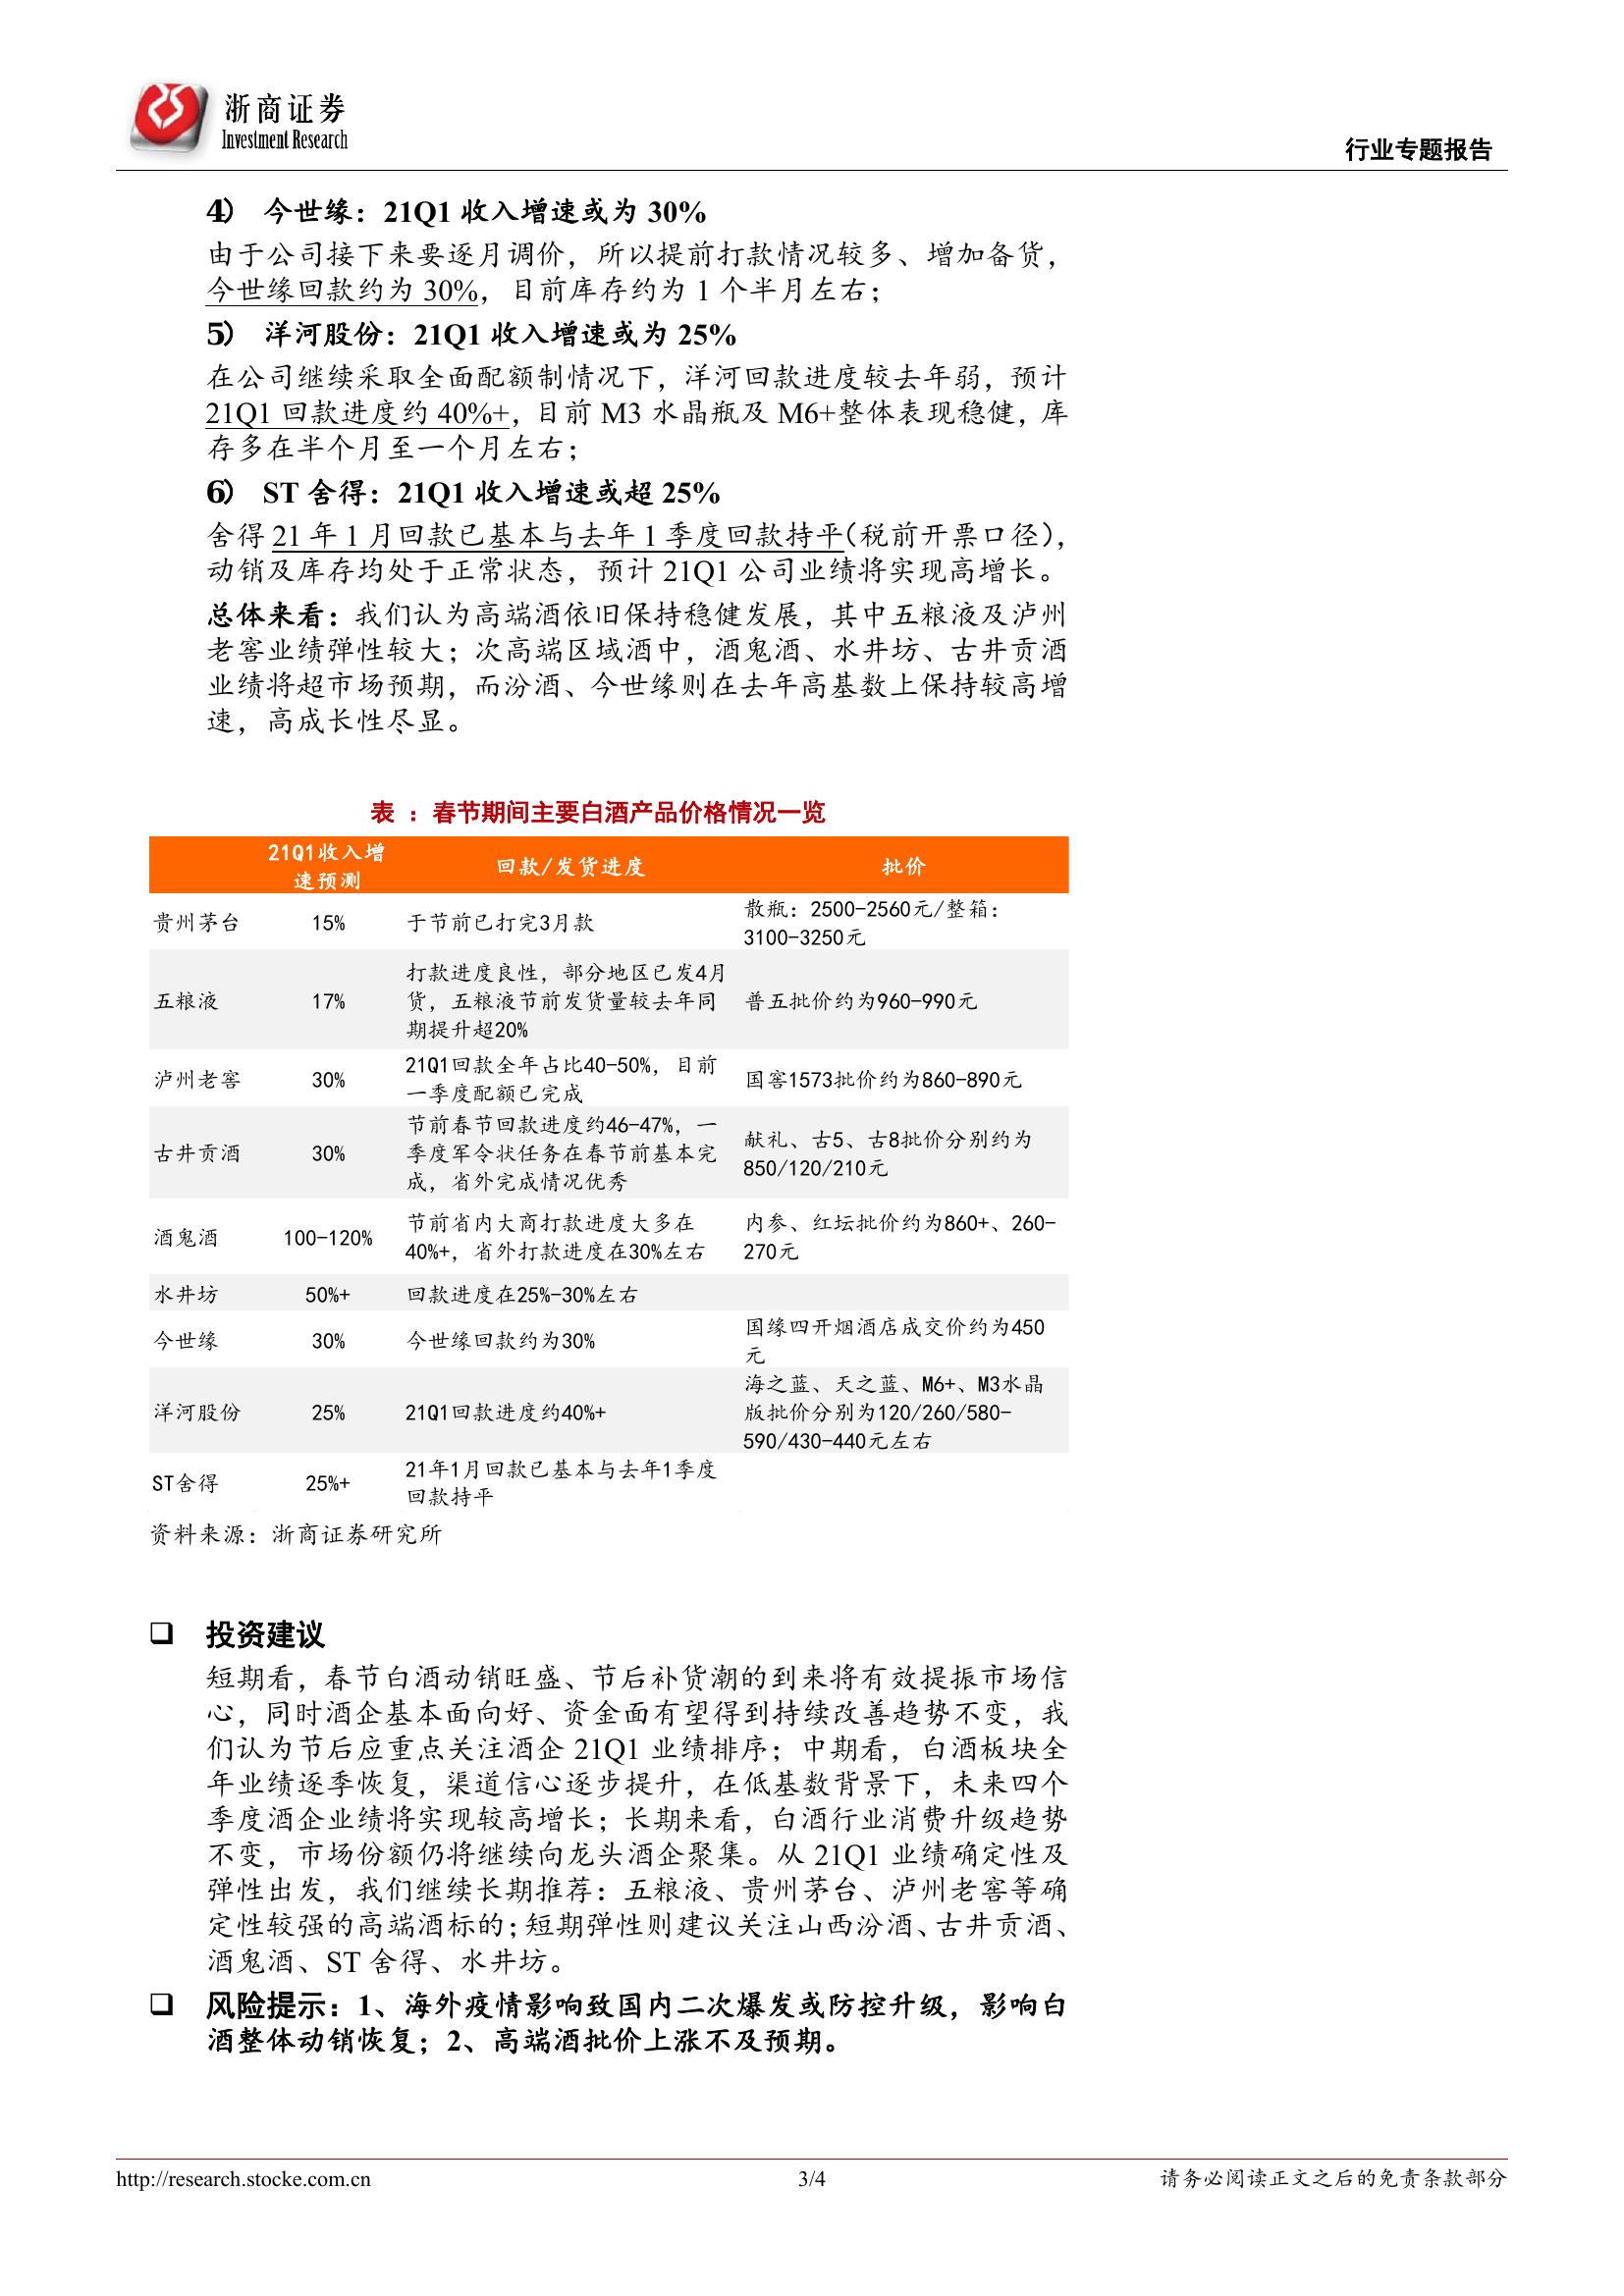 浙商证券
Investment Research
行业专题报告
4） 今世缘：21Q1 收入增速或为 30%
由于公司接下来要逐月调价，所以提前打款情况较多、增加备货，
今世缘回款约为 30%，目前库存约为 1 个半月左右；
5） 洋河股份：21Q1 收入增速或为 25%
在公司继续采取全面配额制情况下，洋河回款进度较去年弱，预计
21Q1 回款进度约 40%+，目前 M3 水晶瓶及 M6+整体表现稳健，库
存多在半个月至一个月左右；
6） ST 舍得：21Q1 收入增速或超 25%
舍得 21 年 1 月回款已基本与去年 1 季度回款持平（税前开票口径），
动销及库存均处于正常状态，预计 21Q1 公司业绩将实现高增长。
总体来看：我们认为高端酒依旧保持稳健发展，其中五粮液及泸州
老窖业绩弹性较大；次高端区域酒中，酒鬼酒、水井坊、古井贡酒
业绩将超市场预期，而汾酒、今世缘则在去年高基数上保持较高增
速，高成长性尽显。
表 ：春节期间主要白酒产品价格情况一览
21Q1收入增
速预测
回款/发货进度
批价
贵州茅台
15%
于节前已打完3月款
散瓶：2500-2560元/整箱：
3100-3250元
五粮液
17%
打款进度良性，部分地区已发4月
货，五粮液节前发货量较去年同
期提升超20%
普五批价约为960-990元
泸州老窖
30%
21Q1回款全年占比40-50%，目前
一季度配额已完成
国窖1573批价约为860-890元
古井贡酒
30%
节前春节回款进度约46-47%，一
季度军令状任务在春节前基本完
成，省外完成情况优秀
献礼、古5、古8批价分别约为
850/120/210元
酒鬼酒
100-120%
节前省内大商打款进度大多在
40%+，省外打款进度在30%左右
内参、红坛批价约为860+、260-
270元
水井坊
50%+
回款进度在25%-30%左右
今世缘
30%
今世缘回款约为30%
国缘四开烟酒店成交价约为450
元
洋河股份
25%
21Q1回款进度约40%+
海之蓝、天之蓝、M6+、M3水晶
版批价分别为120/260/580-
590/430-440元左右
ST舍得
25%+
21年1月回款已基本与去年1季度
回款持平
资料来源：浙商证券研究所
❑ 投资建议
短期看，春节白酒动销旺盛、节后补货潮的到来将有效提振市场信
心，同时酒企基本面向好、资金面有望得到持续改善趋势不变，我
们认为节后应重点关注酒企 21Q1 业绩排序；中期看，白酒板块全
年业绩逐季恢复，渠道信心逐步提升，在低基数背景下，未来四个
季度酒企业绩将实现较高增长；长期来看，白酒行业消费升级趋势
不变，市场份额仍将继续向龙头酒企聚集。从 21Q1 业绩确定性及
弹性出发，我们继续长期推荐：五粮液、贵州茅台、泸州老窖等确
定性较强的高端酒标的；短期弹性则建议关注山西汾酒、古井贡酒、
酒鬼酒、ST 舍得、水井坊。
❑ 风险提示：1、海外疫情影响致国内二次爆发或防控升级，影响白
酒整体动销恢复；2、高端酒批价上涨不及预期。
http://research.stocke.com.cn
3/4
请务必阅读正文之后的免责条款部分